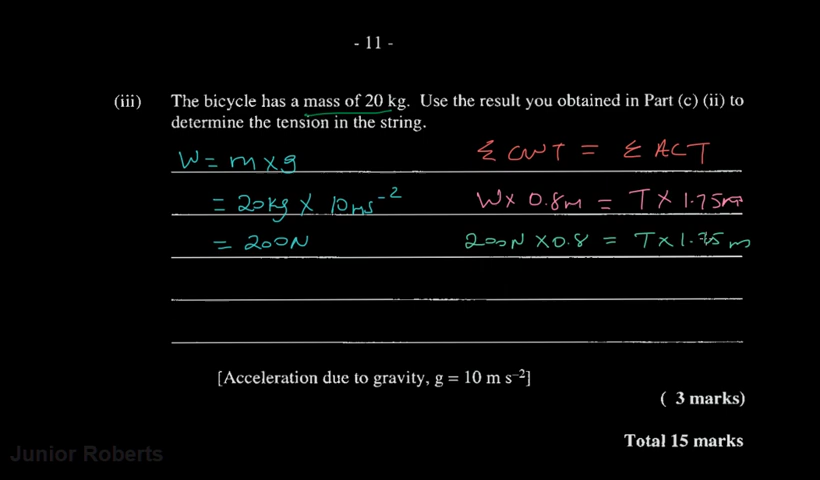 - 11 -
(iii) The bicycle has a mass of 20 kg. Use the result you obtained in Part (c) (ii) to
determine the tension in the string.
W = m x g
Σ CWT = Σ ACT
= 20kg x 10ms⁻²
W x 0.8m = T x 1.75m
= 200N
200N x 0.8 = T x 1.75m
[Acceleration due to gravity, g = 10 m s⁻²]
( 3 marks)
Total 15 marks
Junior Roberts